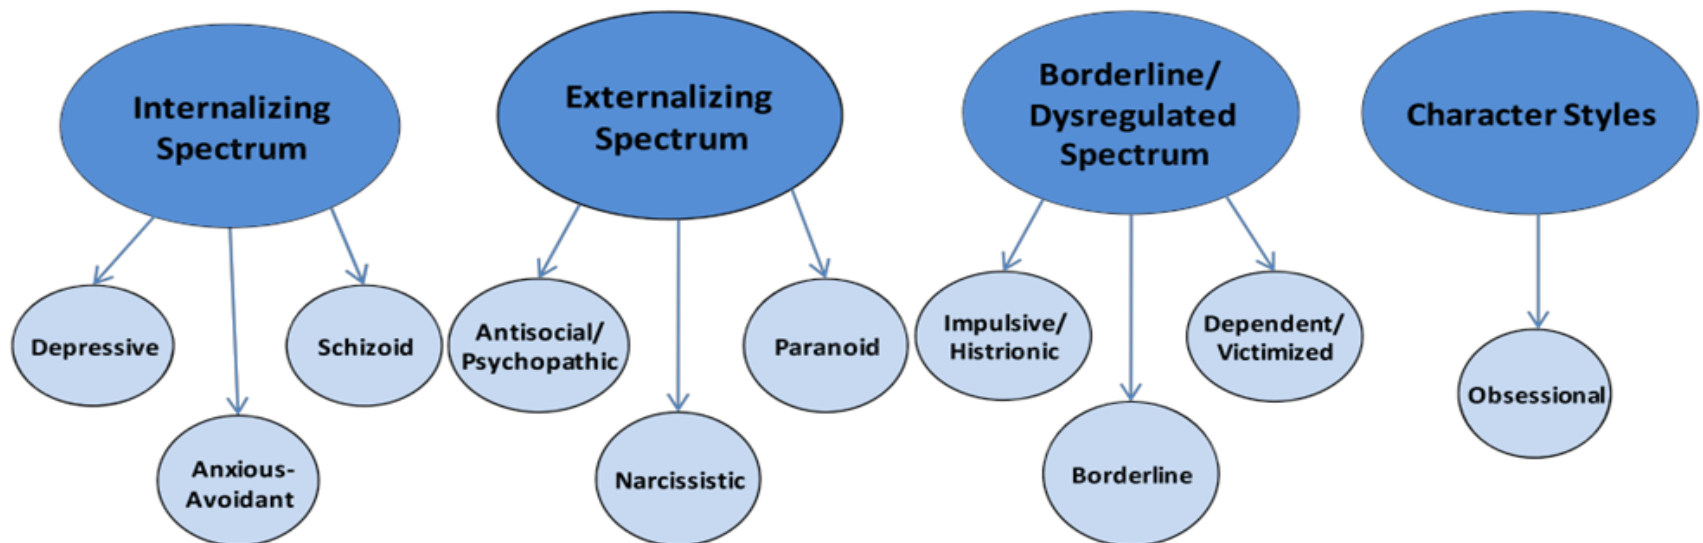 Internalizing
Spectrum
Externalizing
Spectrum
Borderline/
Dysregulated
Spectrum
Character Styles
Depressive
Anxious-
Avoidant
Schizoid
Antisocial/
Psychopathic
Narcissistic
Paranoid
Impulsive/
Histrionic
Borderline
Dependent/
Victimized
Obsessional